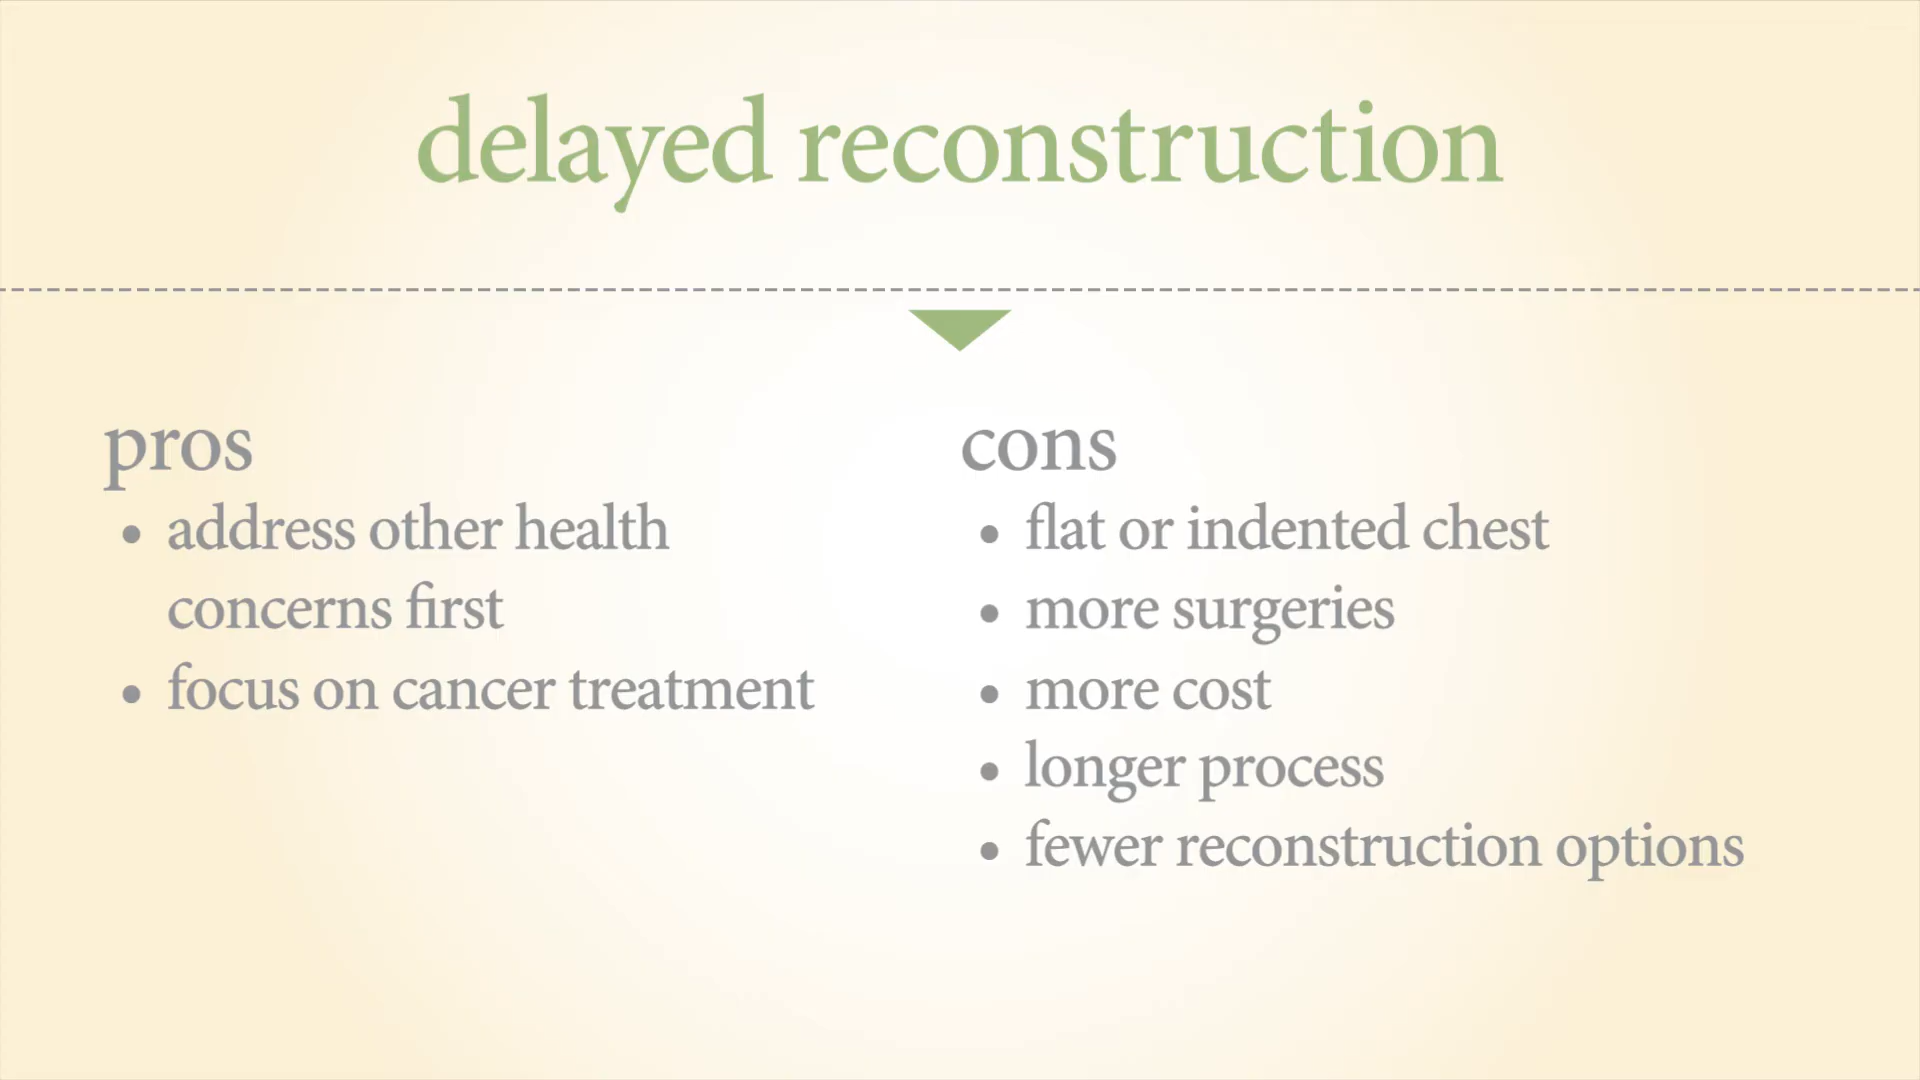 delayed reconstruction
pros
• address other health
concerns first
• focus on cancer treatment
cons
• flat or indented chest
• more surgeries
• more cost
• longer process
• fewer reconstruction options